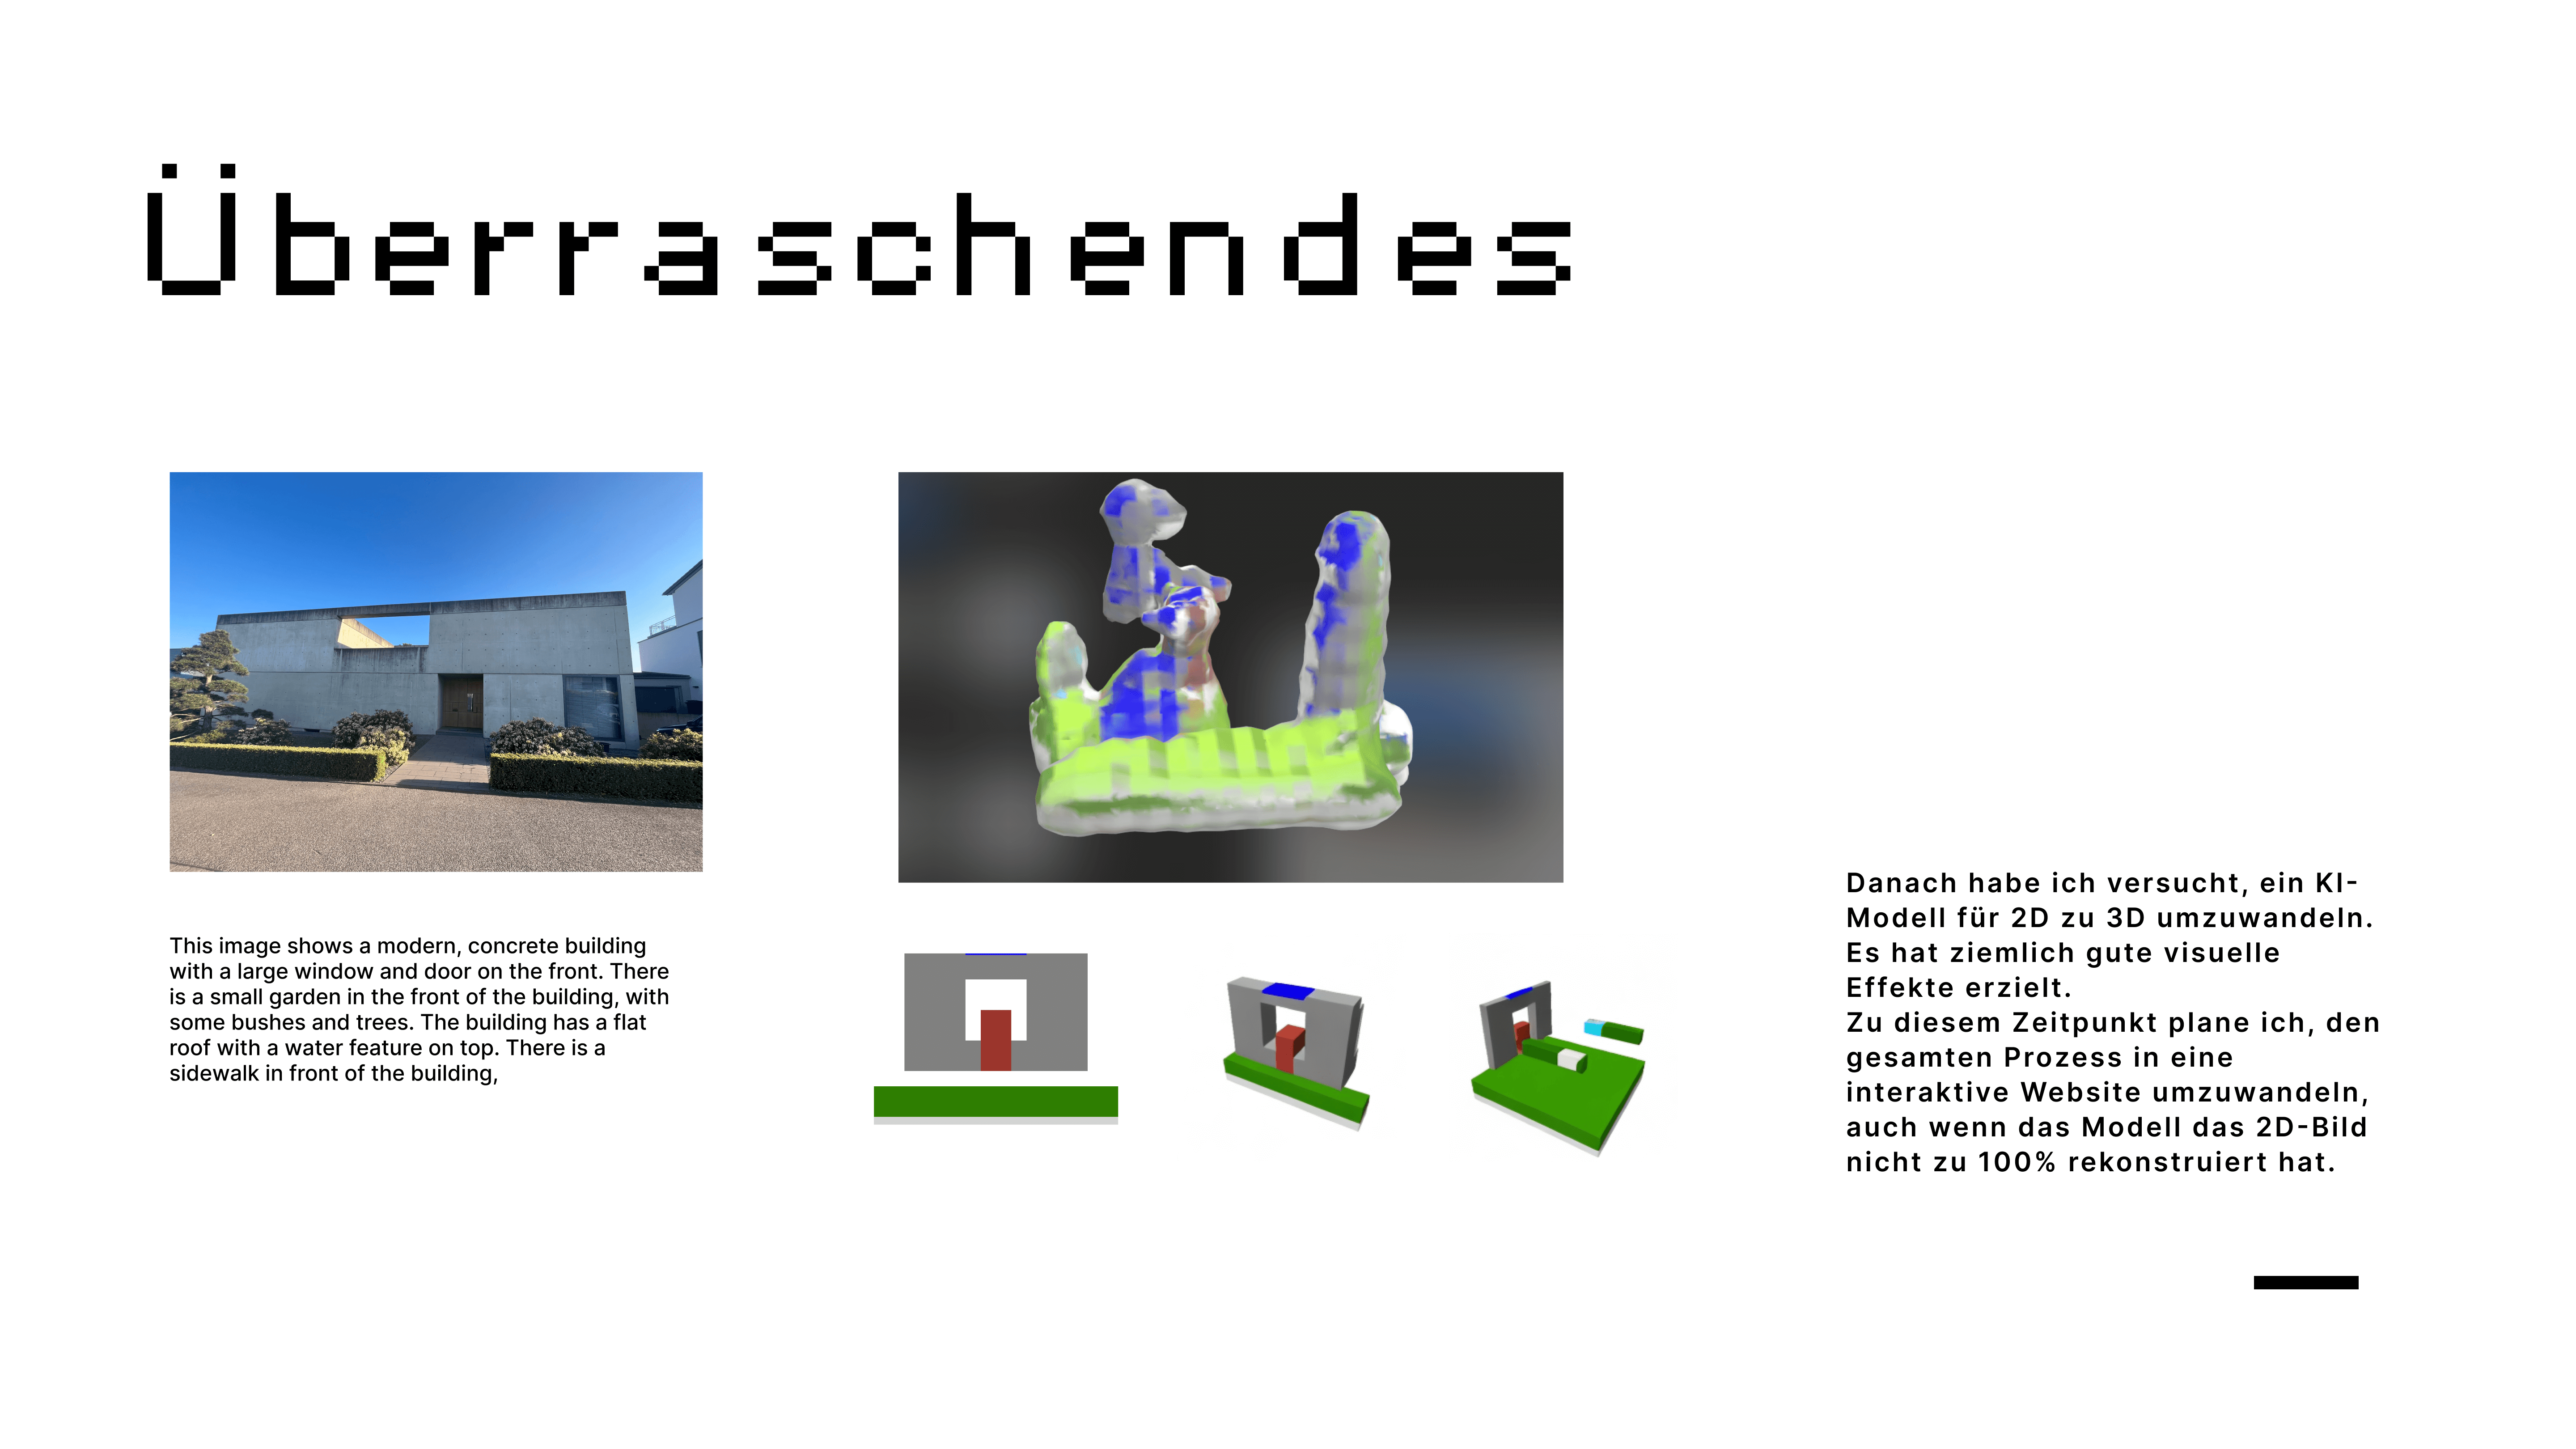 Überraschendes
This image shows a modern, concrete building
with a large window and door on the front. There
is a small garden in the front of the building, with
some bushes and trees. The building has a flat
roof with a water feature on top. There is a
sidewalk in front of the building,
Danach habe ich versucht, ein KI-
Modell für 2D zu 3D umzuwandeln.
Es hat ziemlich gute visuelle
Effekte erzielt.
Zu diesem Zeitpunkt plane ich, den
gesamten Prozess in eine
interaktive Website umzuwandeln,
auch wenn das Modell das 2D-Bild
nicht zu 100% rekonstruiert hat.